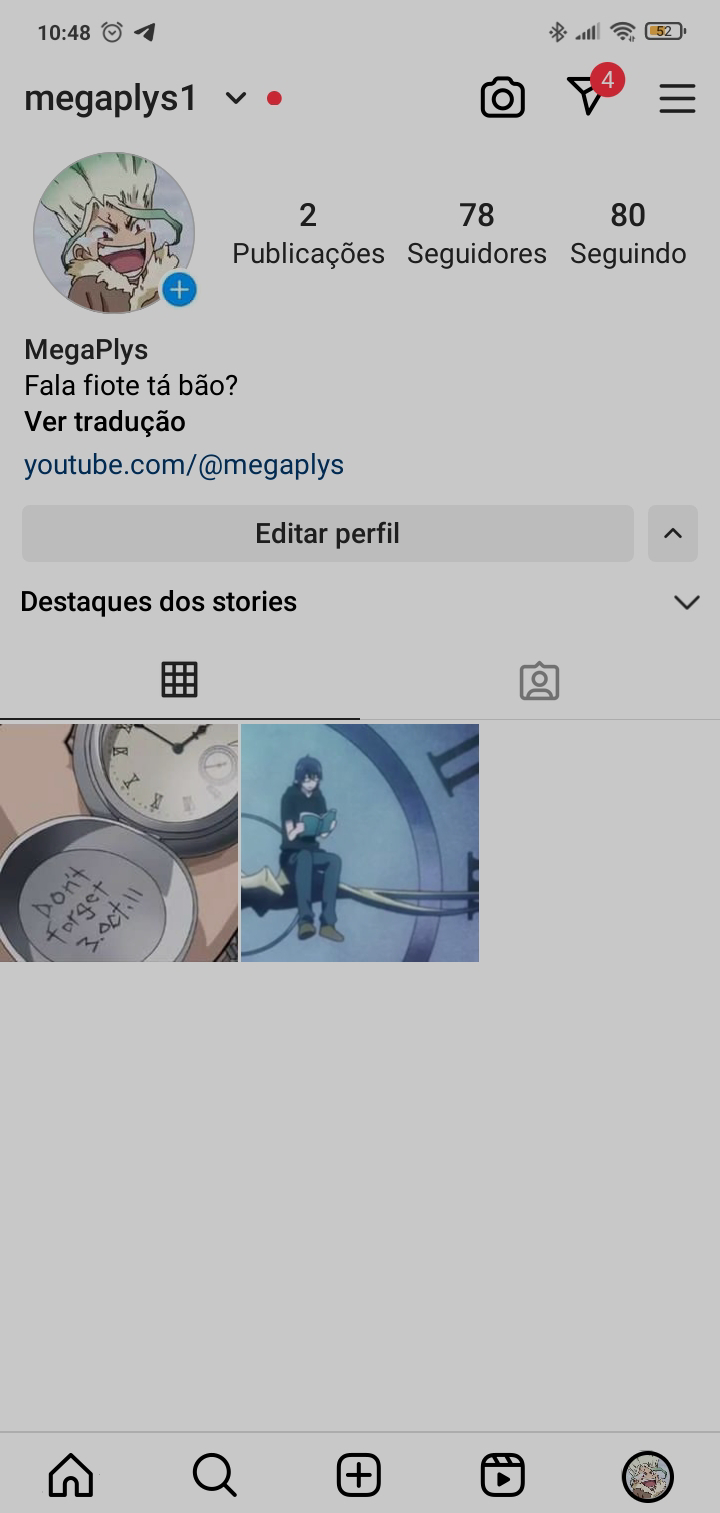 10:48
52
megaplys1
4
2
78
80
Publicações
Seguidores
Seguindo
MegaPlys
Fala fiote tá bão?
Ver tradução
youtube.com/@megaplys
Editar perfil
Destaques dos stories
Don't
forget
3.oct.11